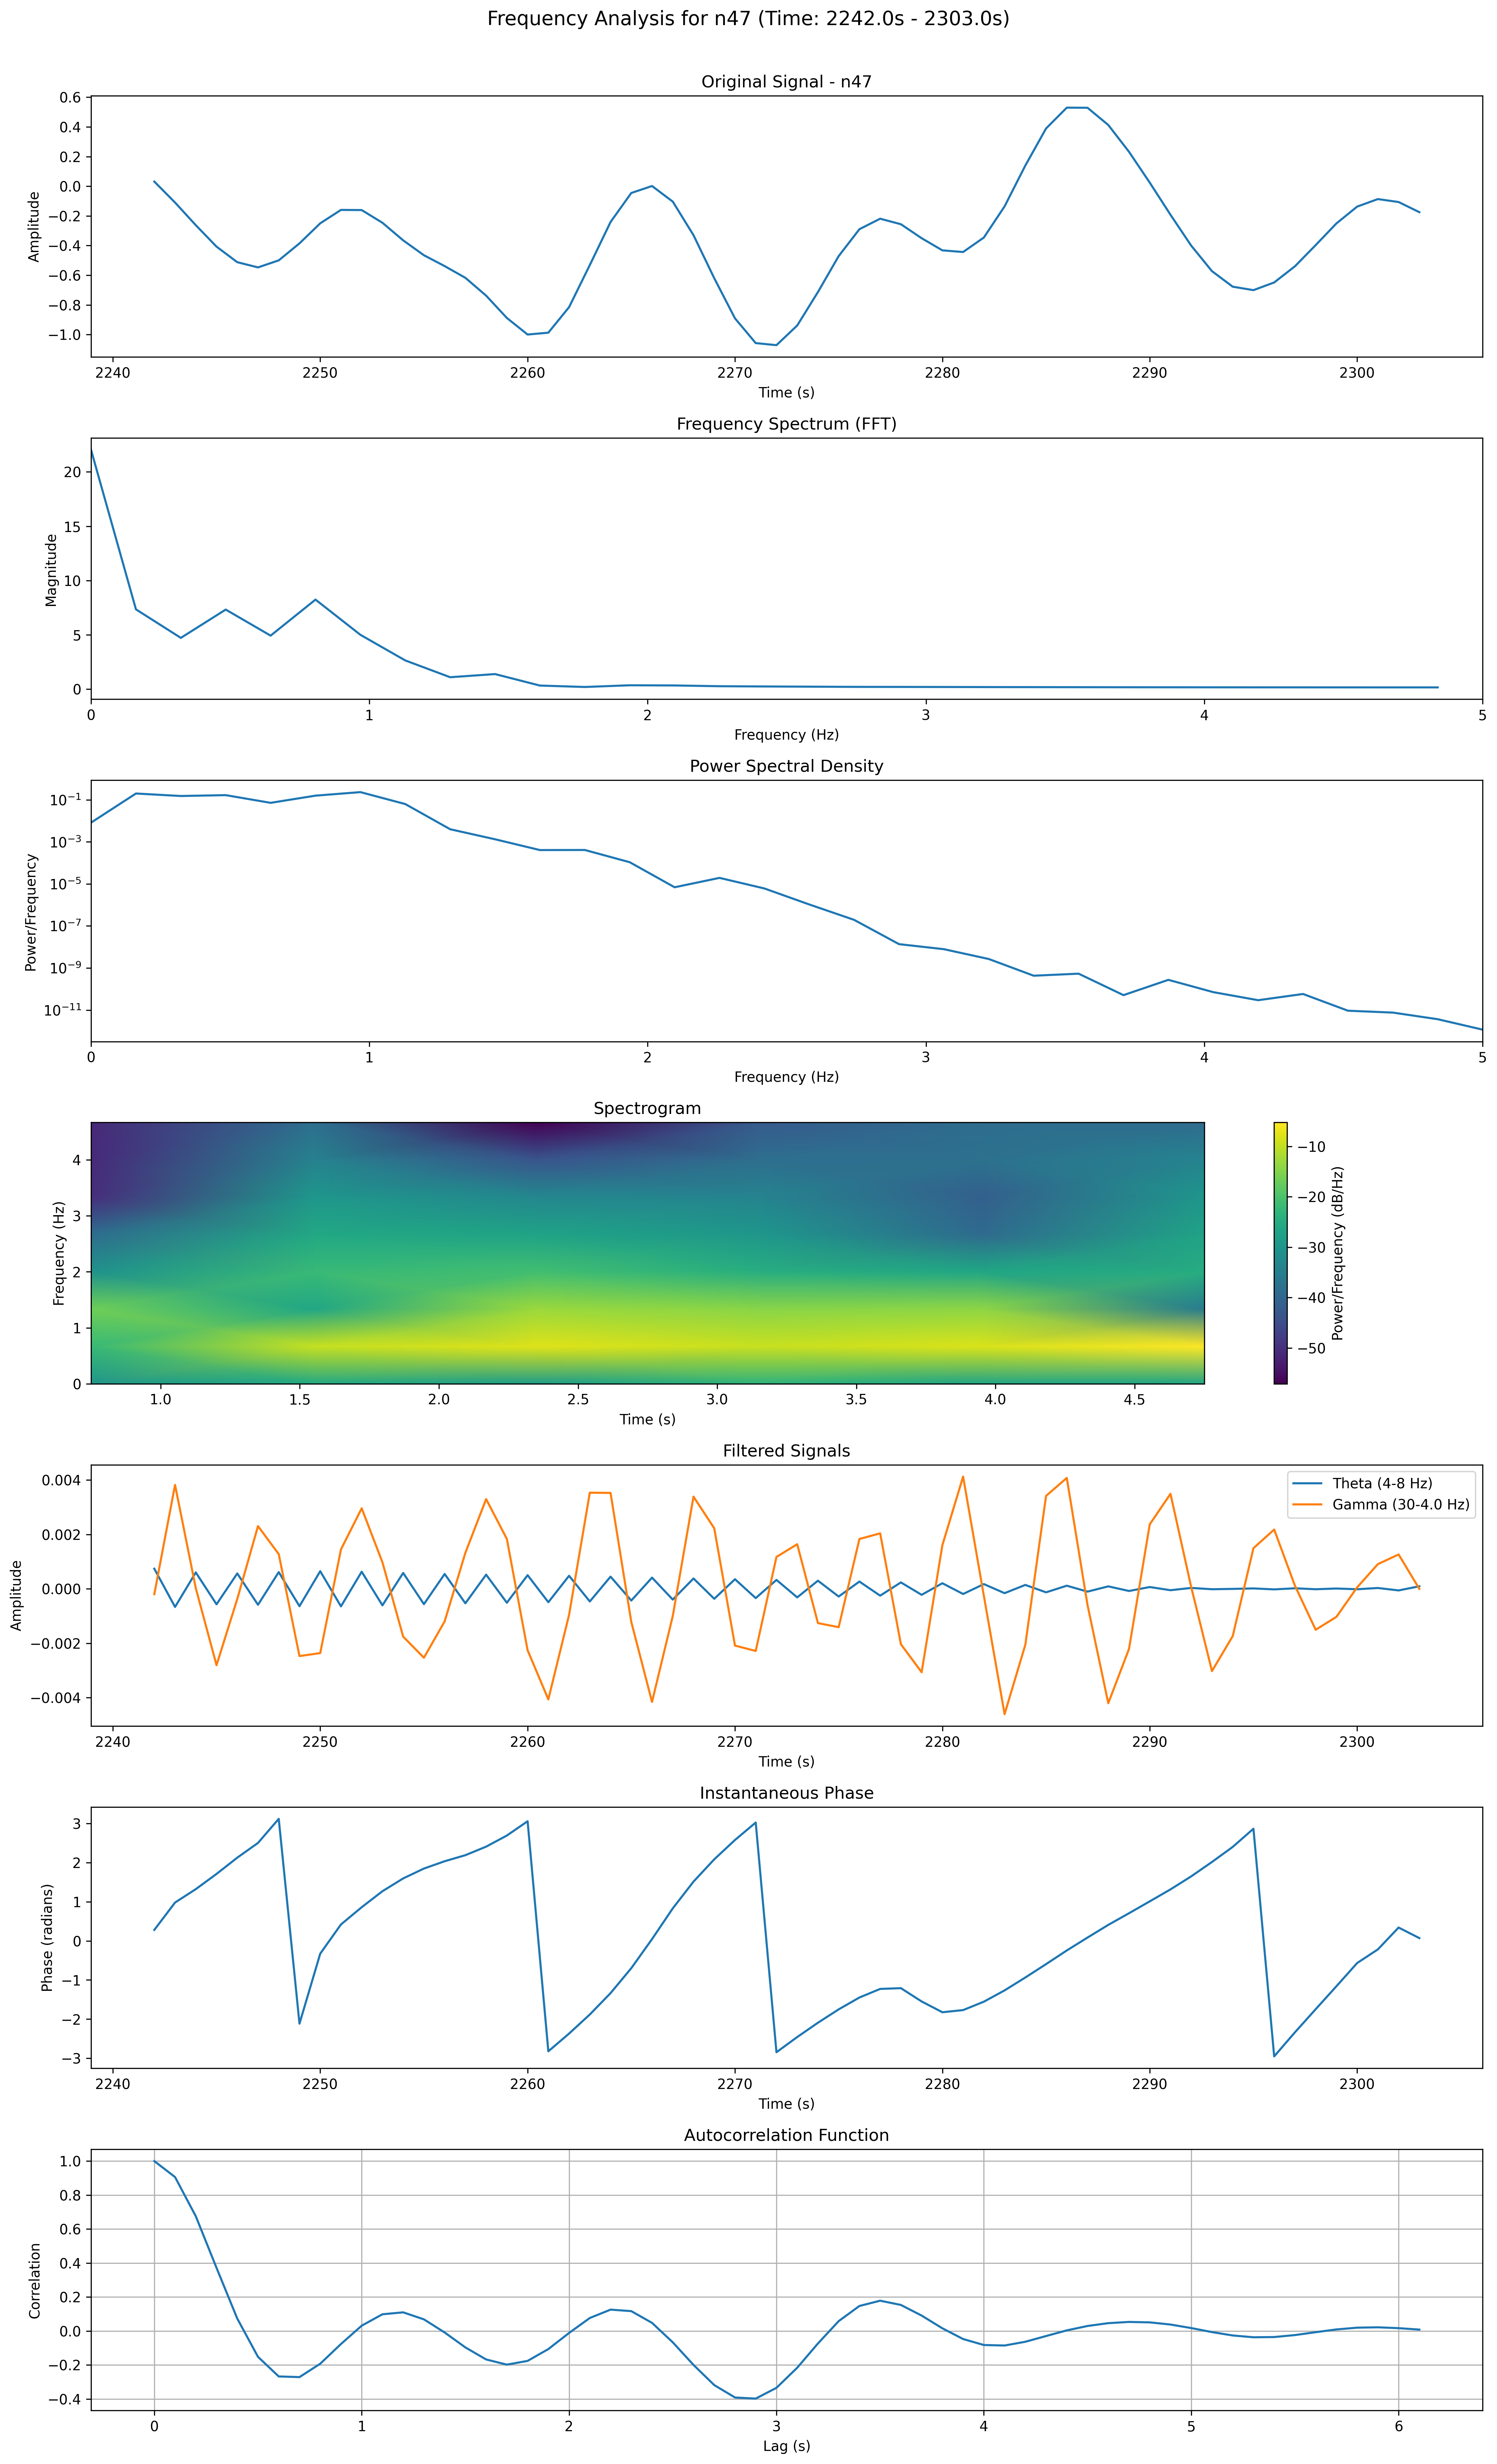 Frequency Analysis for n47 (Time: 2242.0s - 2303.0s)
Original Signal - n47
0.6
0.4
0.2
0.0
−0.2
−0.4
−0.6
−0.8
−1.0
Amplitude
2240 2250 2260 2270 2280 2290 2300
Time (s)
Frequency Spectrum (FFT)
20
15
10
5
0
Magnitude
0 1 2 3 4 5
Frequency (Hz)
Power Spectral Density
10⁻¹
10⁻³
10⁻⁵
10⁻⁷
10⁻⁹
10⁻¹¹
Power/Frequency
0 1 2 3 4 5
Frequency (Hz)
Spectrogram
4
3
2
1
0
Frequency (Hz)
1.0 1.5 2.0 2.5 3.0 3.5 4.0 4.5
Time (s)
−10
−20
−30
−40
−50
Power/Frequency (dB/Hz)
Filtered Signals
Theta (4-8 Hz)
Gamma (30-4.0 Hz)
0.004
0.002
0.000
−0.002
−0.004
Amplitude
2240 2250 2260 2270 2280 2290 2300
Time (s)
Instantaneous Phase
3
2
1
0
−1
−2
−3
Phase (radians)
2240 2250 2260 2270 2280 2290 2300
Time (s)
Autocorrelation Function
1.0
0.8
0.6
0.4
0.2
0.0
−0.2
−0.4
Correlation
0 1 2 3 4 5 6
Lag (s)